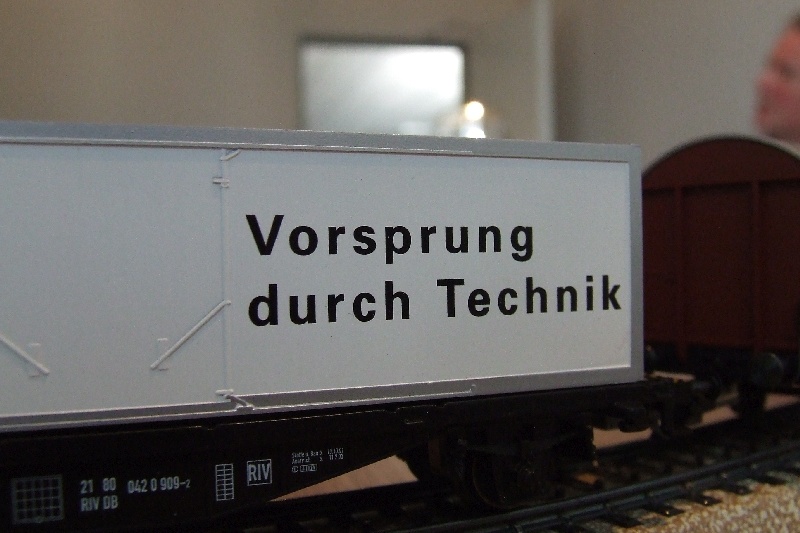 Vorsprung
durch Technik
21 80 042 0 909-2
RIV DB
RIV